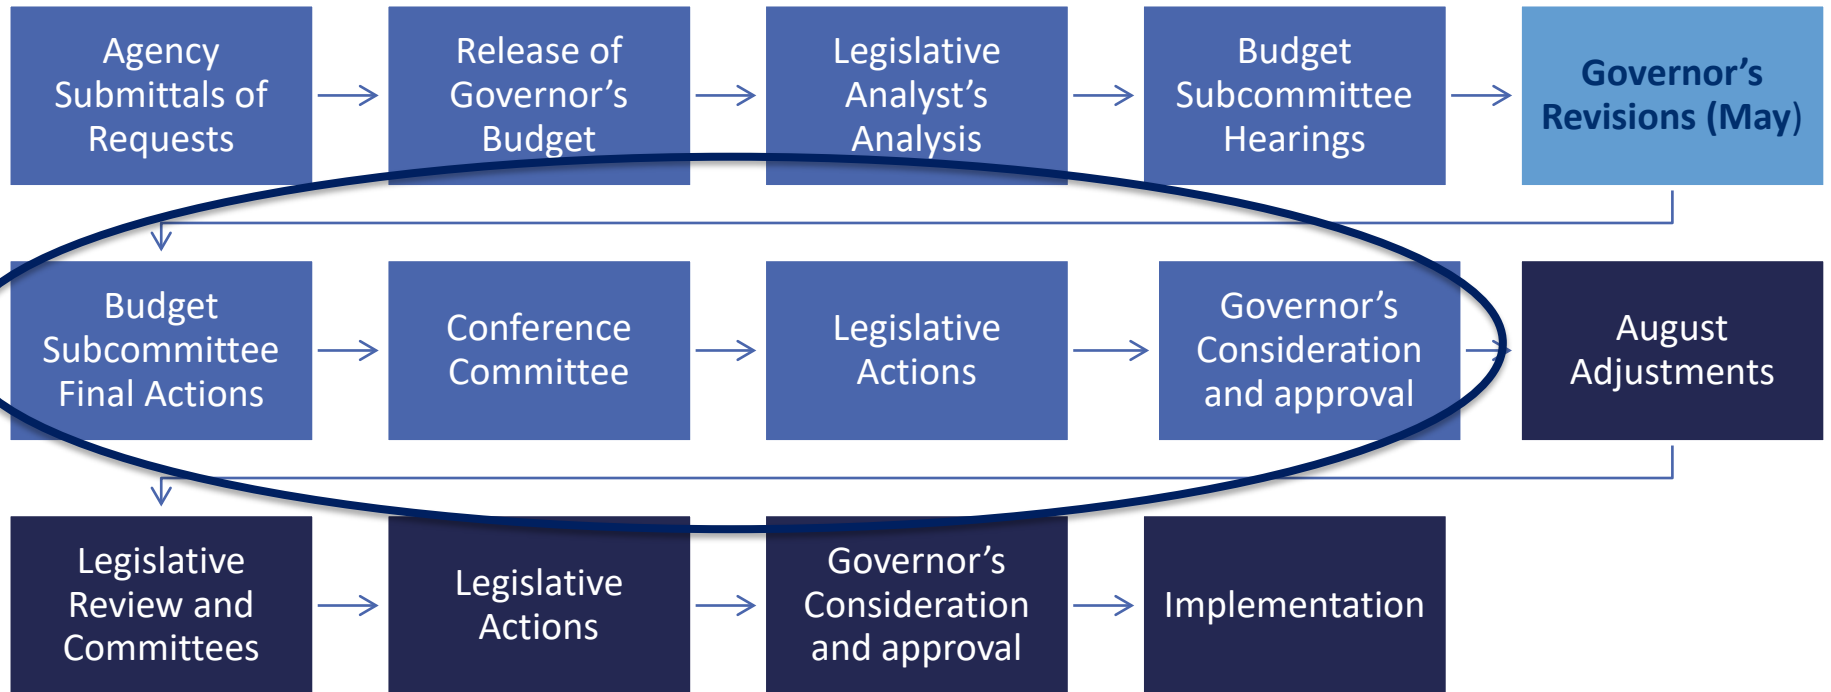 Agency
Submittals of
Requests
Release of
Governor’s
Budget
Legislative
Analyst’s
Analysis
Budget
Subcommittee
Hearings
Governor’s
Revisions (May)
Budget
Subcommittee
Final Actions
Conference
Committee
Legislative
Actions
Governor’s
Consideration
and approval
August
Adjustments
Legislative
Review and
Committees
Legislative
Actions
Governor’s
Consideration
and approval
Implementation